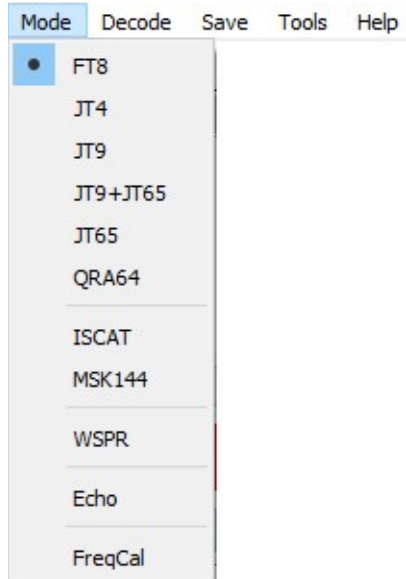 Mode Decode Save Tools Help
FT8
JT4
JT9
JT9+JT65
JT65
QRA64
ISCAT
MSK144
WSPR
Echo
FreqCal